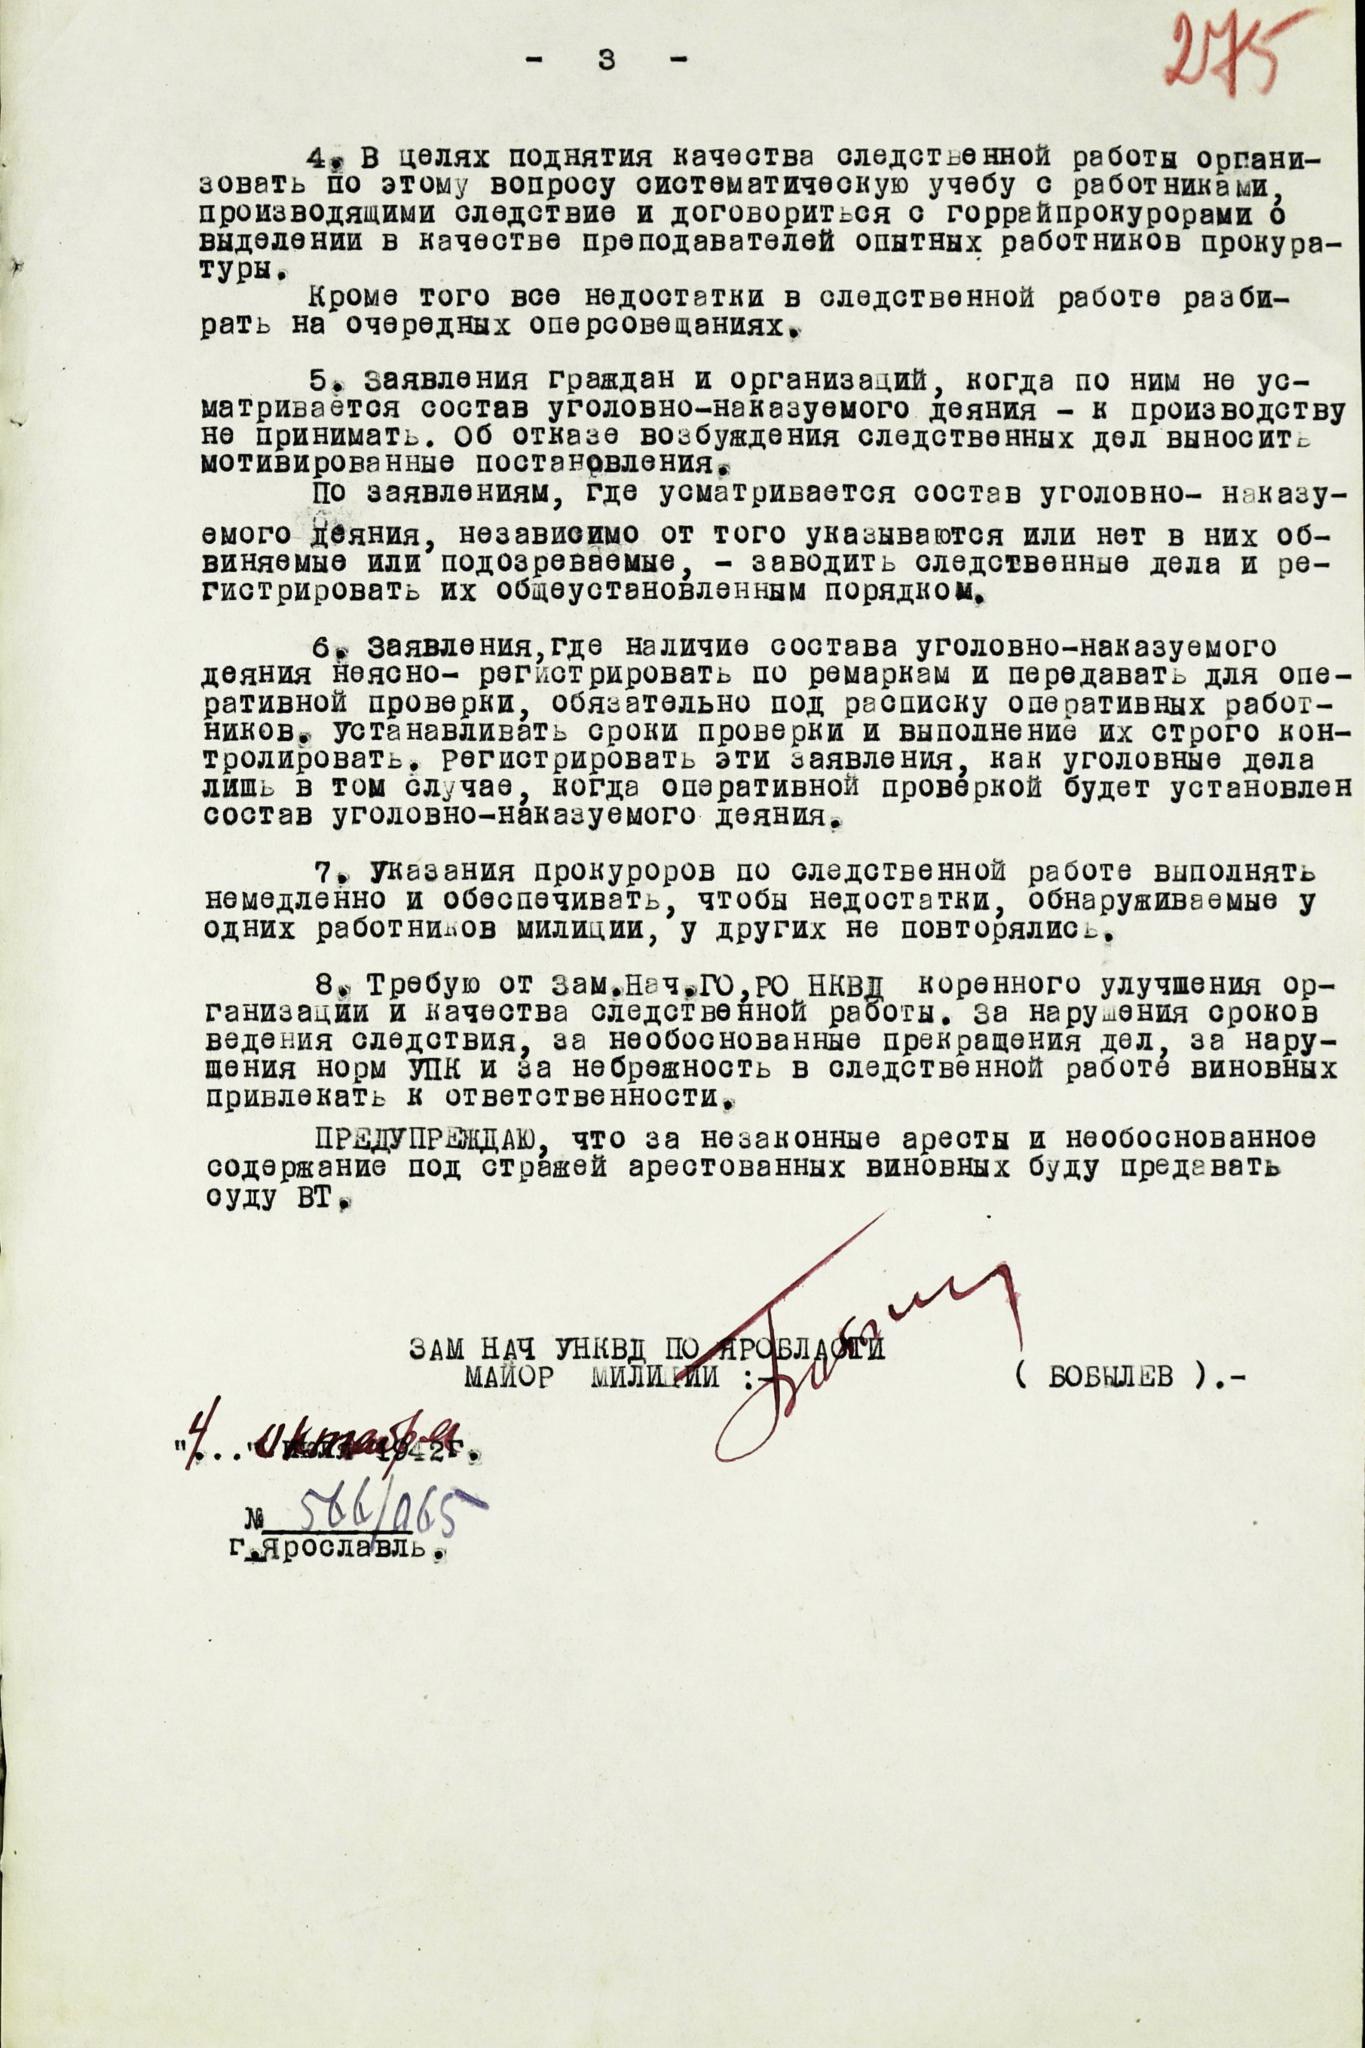 275
- 3 -
4. В целях поднятия качества следственной работы органи-
зовать по этому вопросу систематическую учебу с работниками,
производящими следствие и договориться с горрайпрокурорами о
выделении в качестве преподавателей опытных работников прокура-
туры.
Кроме того все недостатки в следственной работе разби-
рать на очередных оперсовещаниях.
5. Заявления граждан и организаций, когда по ним не ус-
матривается состав уголовно-наказуемого деяния - к производству
не принимать. Об отказе возбуждения следственных дел выносить
мотивированные постановления.
По заявлениям, где усматривается состав уголовно- наказу-
емого деяния, независимо от того указываются или нет в них об-
виняемые или подозреваемые, - заводить следственные дела и ре-
гистрировать их общеустановленным порядком.
6. Заявления,где наличие состава уголовно-наказуемого
деяния неясно- регистрировать по ремаркам и передавать для опе-
ративной проверки, обязательно под расписку оперативных работ-
ников. Устанавливать сроки проверки и выполнение их строго кон-
тролировать. Регистрировать эти заявления, как уголовные дела
лишь в том случае, когда оперативной проверкой будет установлен
состав уголовно-наказуемого деяния.
7. Указания прокуроров по следственной работе выполнять
немедленно и обеспечивать, чтобы недостатки, обнаруживаемые у
одних работников милиции, у других не повторялись.
8. Требую от Зам.Нач.ГО,РО НКВД коренного улучшения ор-
ганизации и качества следственной работы. За нарушения сроков
ведения следствия, за необоснованные прекращения дел, за нару-
шения норм УПК и за небрежность в следственной работе виновных
привлекать к ответственности.
ПРЕДУПРЕЖДАЮ, что за незаконные аресты и необоснованное
содержание под стражей арестованных виновных буду предавать
суду ВТ.
ЗАМ НАЧ УНКВД ПО ЯРОБЛАСТИ
МАЙОР МИЛИЦИИ :- ( БОБЫЛЕВ ).-
"4..." октября 1942г.
№ 566/065
г.Ярославль.